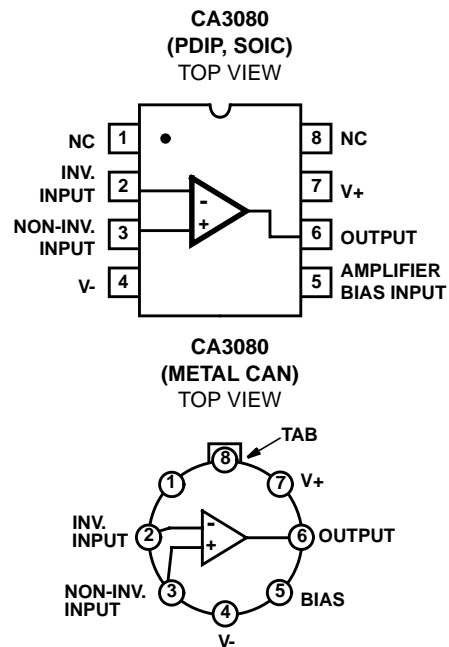 CA3080
(PDIP, SOIC)
TOP VIEW
NC 1
8 NC
INV.
INPUT 2
7 V+
-
NON-INV.
INPUT 3
+
6 OUTPUT
V- 4
5 AMPLIFIER
BIAS INPUT
CA3080
(METAL CAN)
TOP VIEW
TAB
8
1
7 V+
INV.
INPUT 2
-
+
6 OUTPUT
NON-INV.
INPUT 3
5 BIAS
4
V-